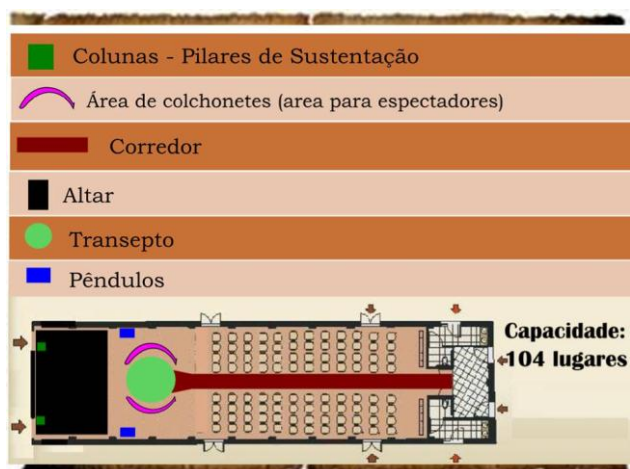 Colunas - Pilares de Sustentação
Área de colchonetes (area para espectadores)
Corredor
Altar
Transepto
Pêndulos
Capacidade:
104 lugares